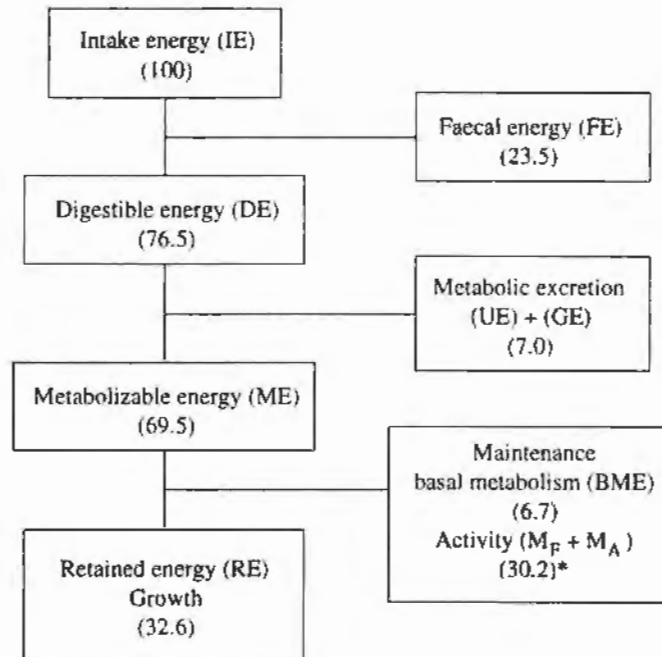 Intake energy (IE)
(100)
Faecal energy (FE)
(23.5)
Digestible energy (DE)
(76.5)
Metabolic excretion
(UE) + (GE)
(7.0)
Metabolizable energy (ME)
(69.5)
Maintenance
basal metabolism (BME)
(6.7)
Activity (M_F + M_A )
(30.2)*
Retained energy (RE)
Growth
(32.6)